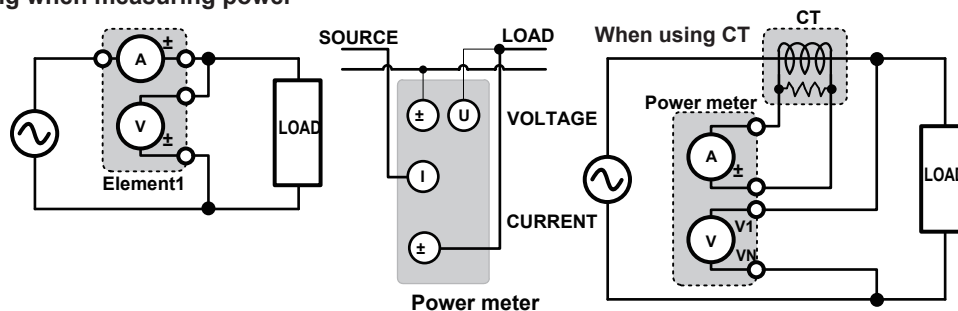 g when measuring power
A
±
V
±
Element1
LOAD
SOURCE
LOAD
±
U
VOLTAGE
I
CURRENT
±
Power meter
When using CT
CT
Power meter
A
±
V1
V
VN
LOAD